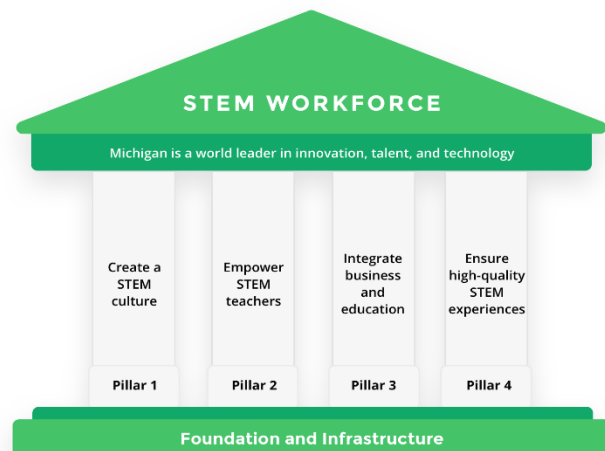 STEM WORKFORCE
Michigan is a world leader in innovation, talent, and technology
Create a
STEM
culture
Empower
STEM
teachers
Integrate
business
and
education
Ensure
high-quality
STEM
experiences
Pillar 1
Pillar 2
Pillar 3
Pillar 4
Foundation and Infrastructure